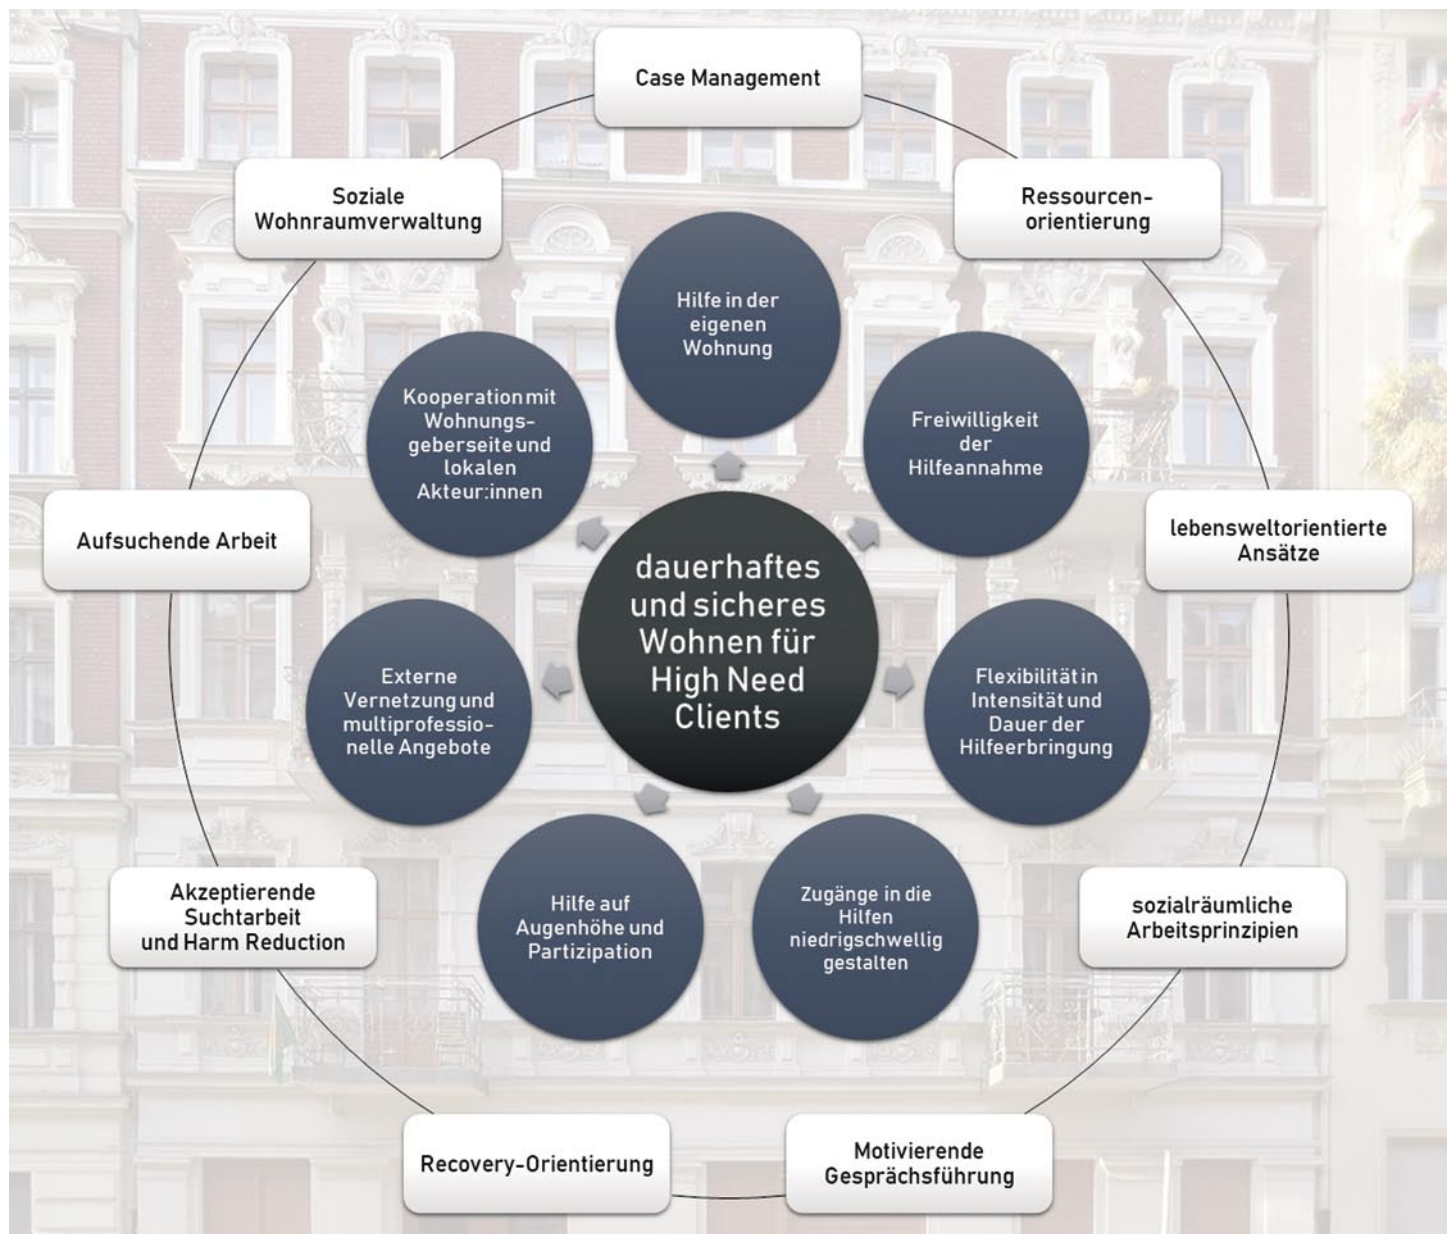 Case Management
Ressourcen-
orientierung
lebensweltorientierte
Ansätze
sozialräumliche
Arbeitsprinzipien
Motivierende
Gesprächsführung
Recovery-Orientierung
Akzeptierende
Suchtarbeit
und Harm Reduction
Aufsuchende Arbeit
Soziale
Wohnraumverwaltung
Hilfe in der
eigenen
Wohnung
Freiwilligkeit
der
Hilfeannahme
Flexibilität in
Intensität und
Dauer der
Hilfeerbringung
Zugänge in die
Hilfen
niedrigschwellig
gestalten
Hilfe auf
Augenhöhe und
Partizipation
Externe
Vernetzung und
multiprofessio-
nelle Angebote
Kooperation mit
Wohnungs-
geberseite und
lokalen
Akteur:innen
dauerhaftes
und sicheres
Wohnen für
High Need
Clients